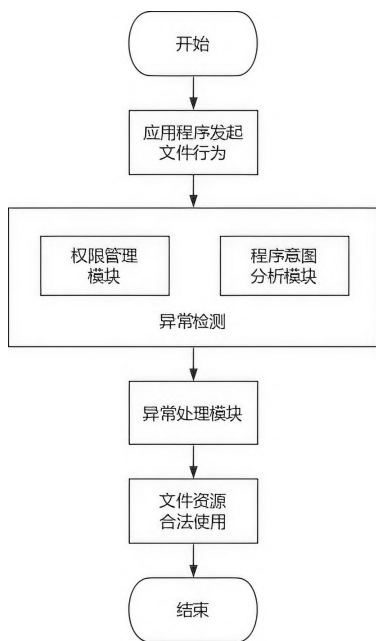 开始
应用程序发起
文件行为
权限管理
模块
程序意图
分析模块
异常检测
异常处理模块
文件资源
合法使用
结束